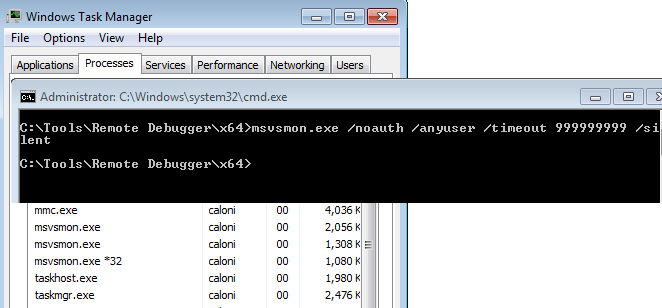 Windows Task Manager
File Options View Help
Applications Processes Services Performance Networking Users
Administrator: C:\Windows\system32\cmd.exe
C:\Tools\Remote Debugger\x64>msvsmon.exe /noauth /anyuser /timeout 999999999 /si
lent
C:\Tools\Remote Debugger\x64>
mmc.exe caloni 00 4,036 K
msvsmon.exe caloni 00 2,056 K
msvsmon.exe caloni 00 1,308 K
msvsmon.exe *32 caloni 00 1,080 K
taskhost.exe caloni 00 1,980 K
taskmgr.exe caloni 00 2,476 K